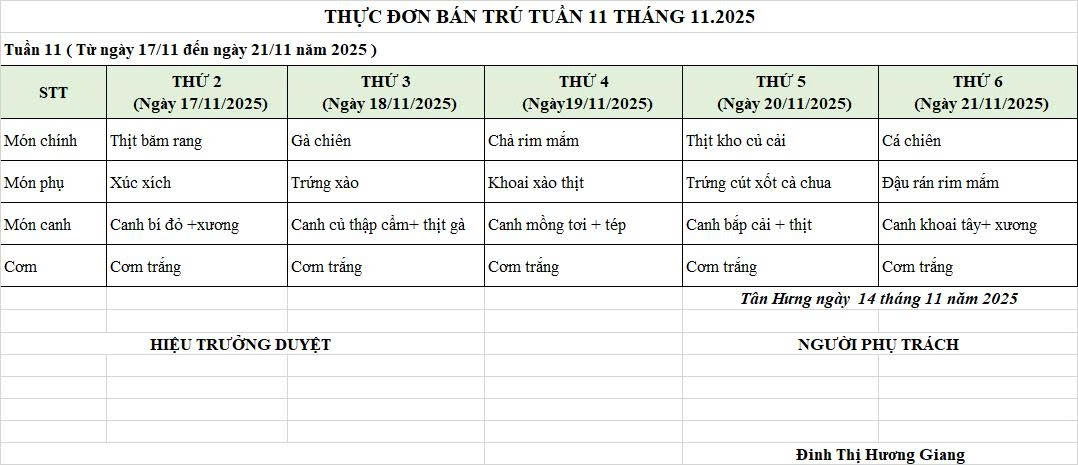 THỰC ĐƠN BÁN TRÚ TUẦN 11 THÁNG 11.2025
Tuần 11 ( Từ ngày 17/11 đến ngày 21/11 năm 2025 )
STT THỨ 2 (Ngày 17/11/2025) THỨ 3 (Ngày 18/11/2025) THỨ 4 (Ngày19/11/2025) THỨ 5 (Ngày 20/11/2025) THỨ 6 (Ngày 21/11/2025)
Món chính Thịt băm rang Gà chiên Chả rim mắm Thịt kho củ cải Cá chiên
Món phụ Xúc xích Trứng xào Khoai xào thịt Trứng cút xốt cà chua Đậu rán rim mắm
Món canh Canh bí đỏ +xương Canh củ thập cẩm+ thịt gà Canh mồng tơi + tép Canh bắp cải + thịt Canh khoai tây+ xương
Cơm Cơm trắng Cơm trắng Cơm trắng Cơm trắng Cơm trắng
Tân Hưng ngày 14 tháng 11 năm 2025
HIỆU TRƯỞNG DUYỆT NGƯỜI PHỤ TRÁCH
Đinh Thị Hương Giang